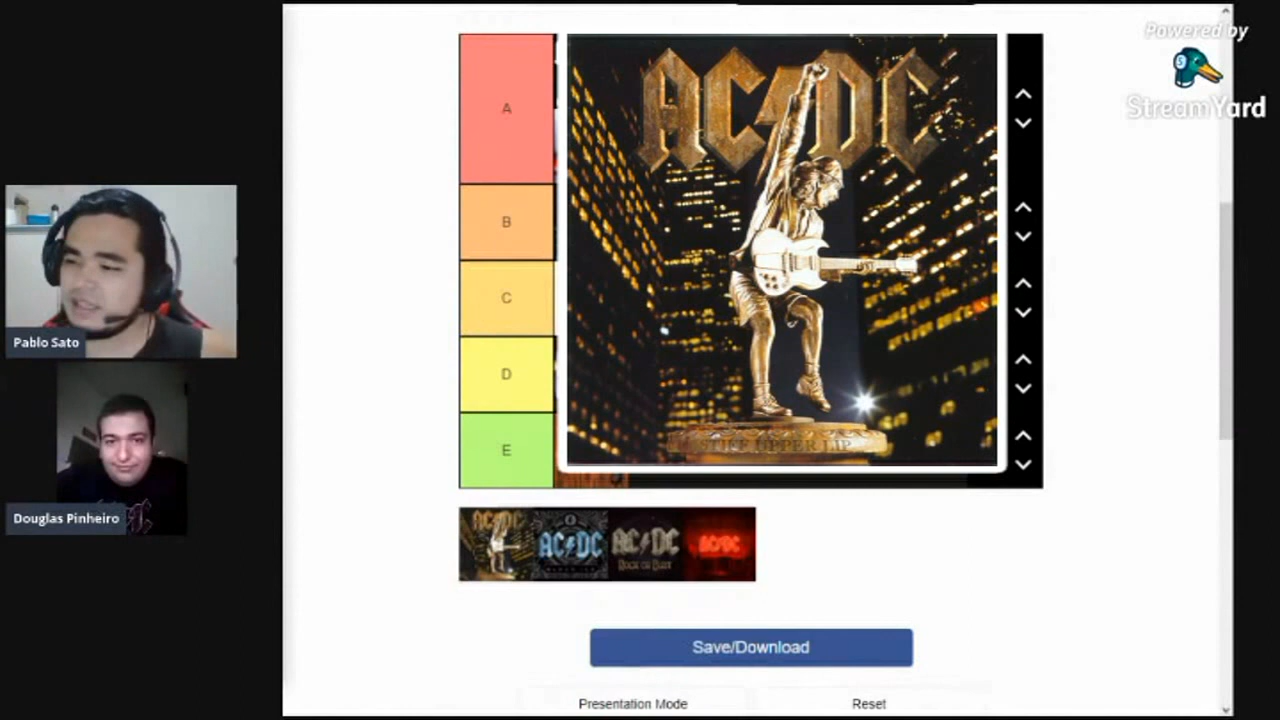 Powered by
StreamYard
A
B
C
D
E
AC/DC
STIFF UPPER LIP
Pablo Sato
Douglas Pinheiro
AC/DC
AC/DC
AC/DC
ROCK OR BUST
AC/DC
Save/Download
Presentation Mode
Reset